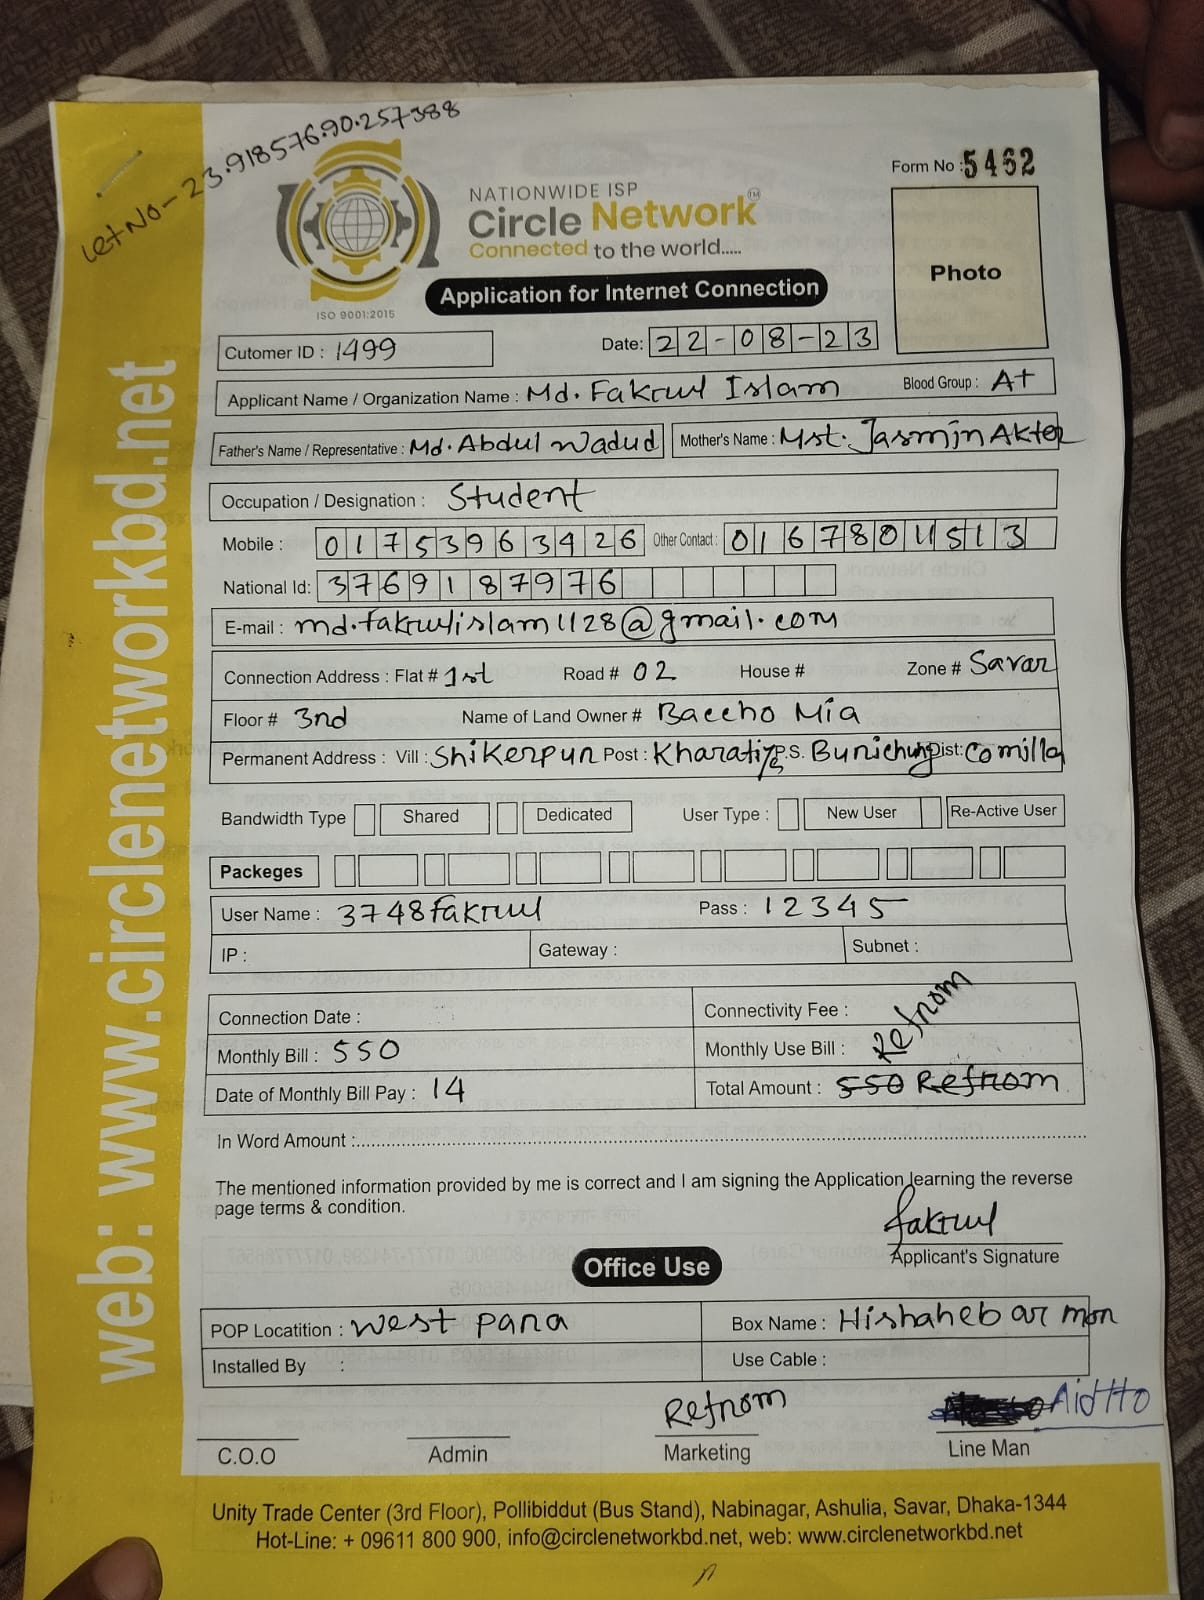 Let No - 23.918576.90.257388
NATIONWIDE ISP
Circle Network™
Connected to the world.....
ISO 9001:2015
Form No : 5462
Photo
Application for Internet Connection
Cutomer ID : 1499
Date: 22-08-23
Applicant Name / Organization Name : Md. Fakrul Islam Blood Group : A+
Father's Name / Representative : Md. Abdul Wadud Mother's Name : Mst. Jasmin Akter
Occupation / Designation : Student
Mobile : 01753963426 Other Contact : 01678011513
National Id: 3769187976
E-mail : md.fakrulislam1128@gmail.com
Connection Address : Flat # 1st Road # 02 House # Zone # Savar
Floor # 3nd Name of Land Owner # Baccho Mia
Permanent Address : Vill : Shikerpur Post : P.S. Burichung Dist: Comilla
Bandwidth Type Shared Dedicated User Type : New User Re-Active User
Packeges
User Name : 3748fakrul Pass : 12345
IP : Gateway : Subnet :
Connection Date : Connectivity Fee :
Monthly Bill : 550 Monthly Use Bill : Refnom
Date of Monthly Bill Pay : 14 Total Amount : 550 Refnom
In Word Amount :
The mentioned information provided by me is correct and I am signing the Application learning the reverse
page terms & condition.
fakrul
Applicant's Signature
Office Use
POP Locatition : West para Box Name : Hishaheb ar mon
Installed By : Use Cable :
Refnom
C.O.O Admin Marketing Line Man
Unity Trade Center (3rd Floor), Pollibiddut (Bus Stand), Nabinagar, Ashulia, Savar, Dhaka-1344
Hot-Line: + 09611 800 900, info@circlenetworkbd.net, web: www.circlenetworkbd.net
web: www.circlenetworkbd.net